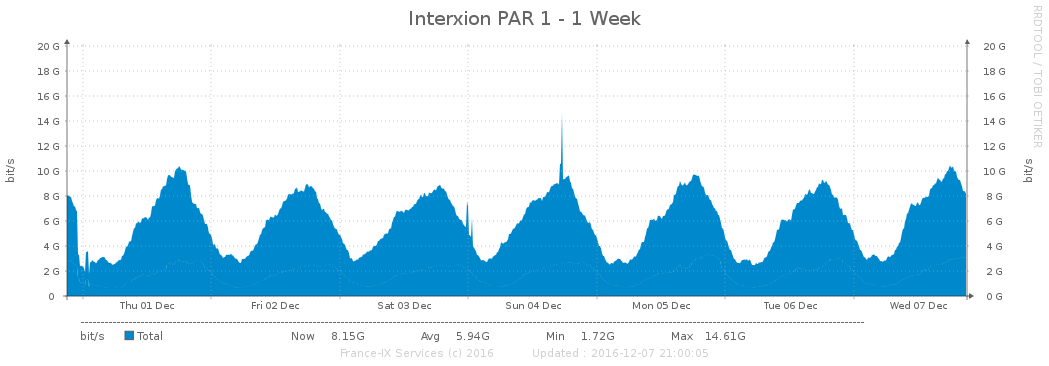 Interxion PAR 1 - 1 Week
RRDTOOL / TOBI OETIKER
bit/s
20 G
18 G
16 G
14 G
12 G
10 G
8 G
6 G
4 G
2 G
0
20 G
18 G
16 G
14 G
12 G
10 G
8 G
6 G
4 G
2 G
0 G
bit/s
Thu 01 Dec Fri 02 Dec Sat 03 Dec Sun 04 Dec Mon 05 Dec Tue 06 Dec Wed 07 Dec
bit/s Total Now 8.15G Avg 5.94G Min 1.72G Max 14.61G
France-IX Services (c) 2016 Updated : 2016-12-07 21:00:05